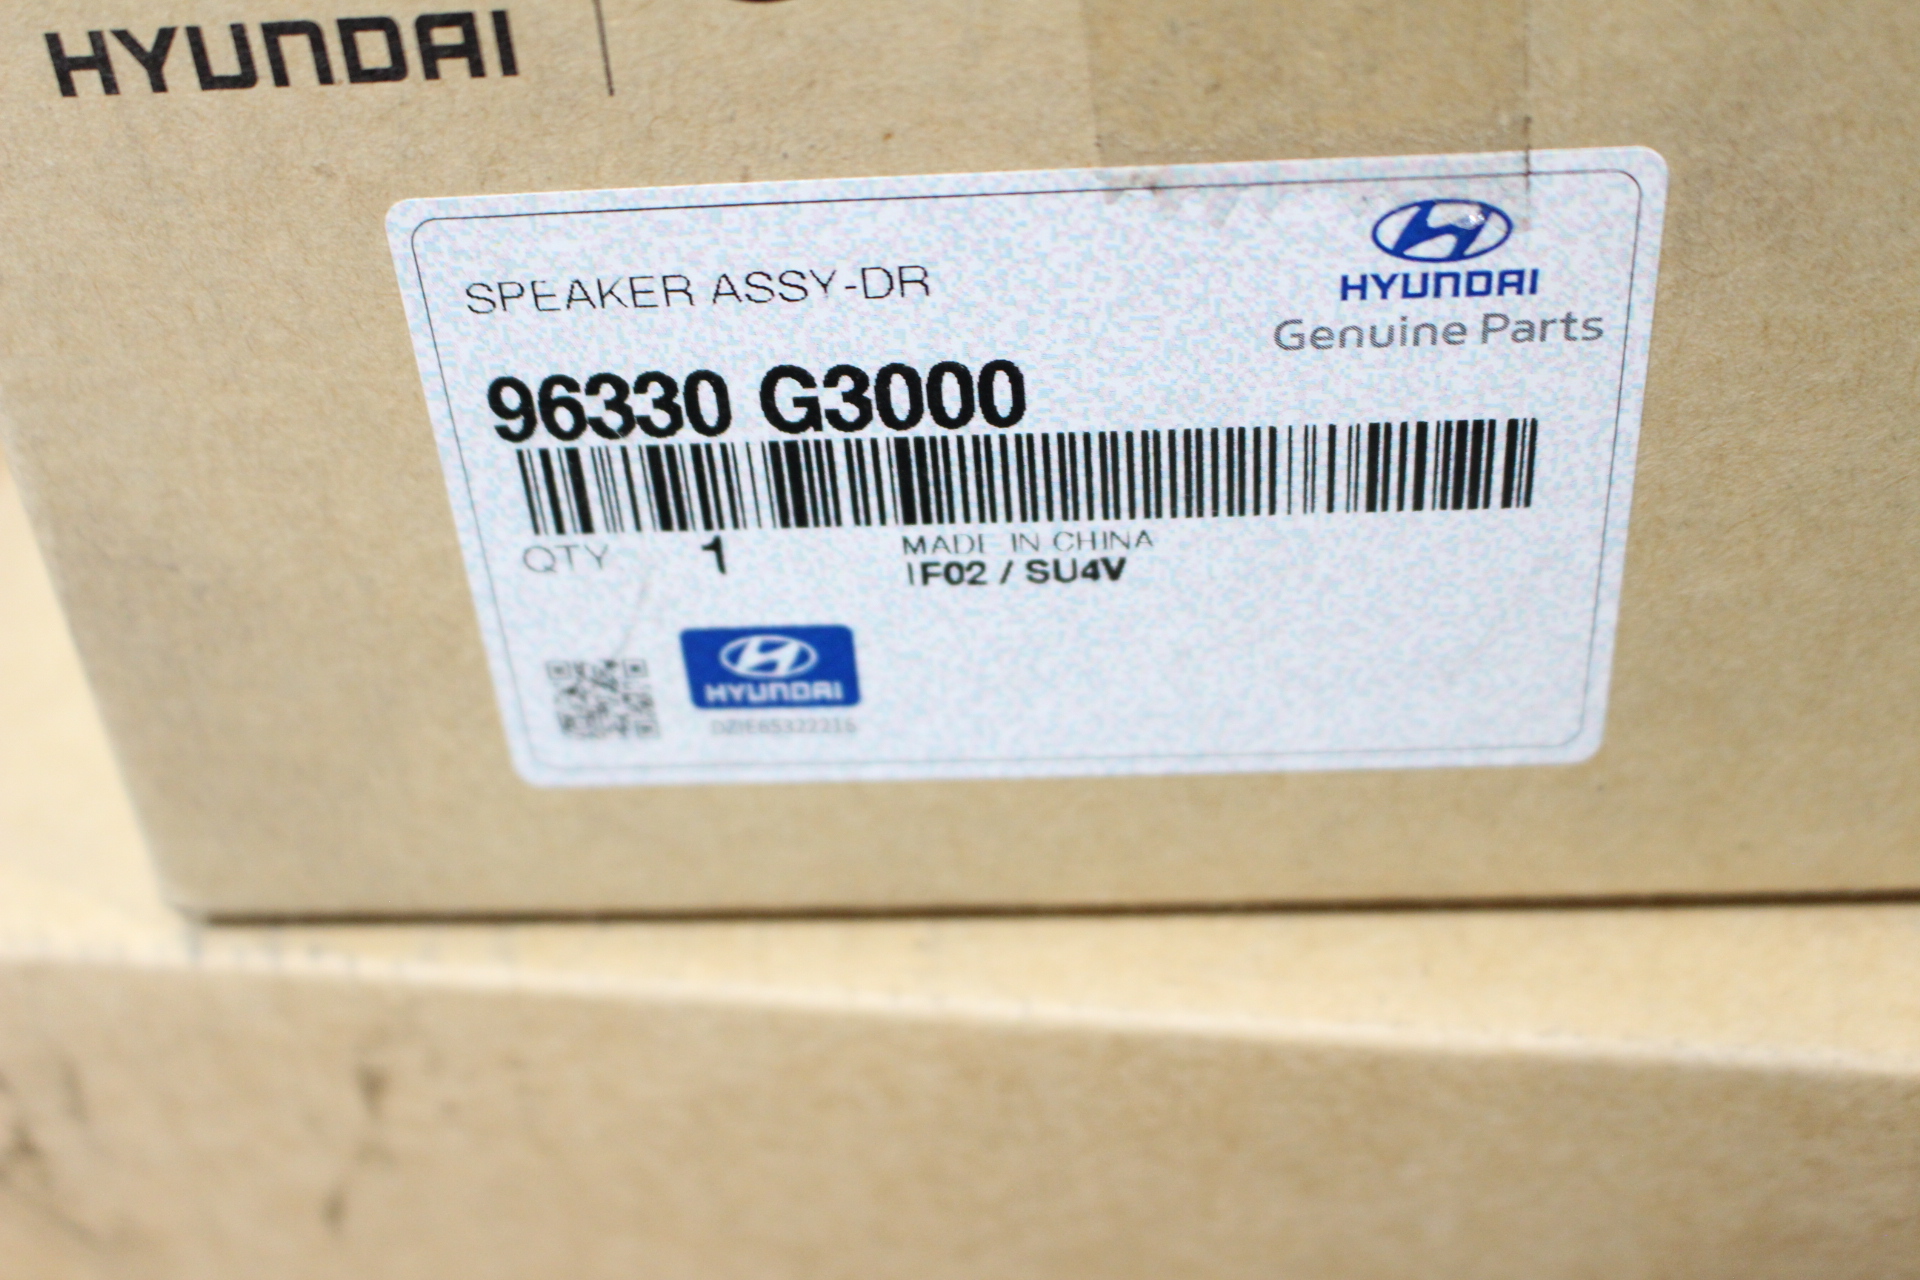 HYUNDAI
HYUNDAI
Genuine Parts
SPEAKER ASSY-DR
96330 G3000
QTY 1
MADE IN CHINA
IF02 / SU4V
HYUNDAI